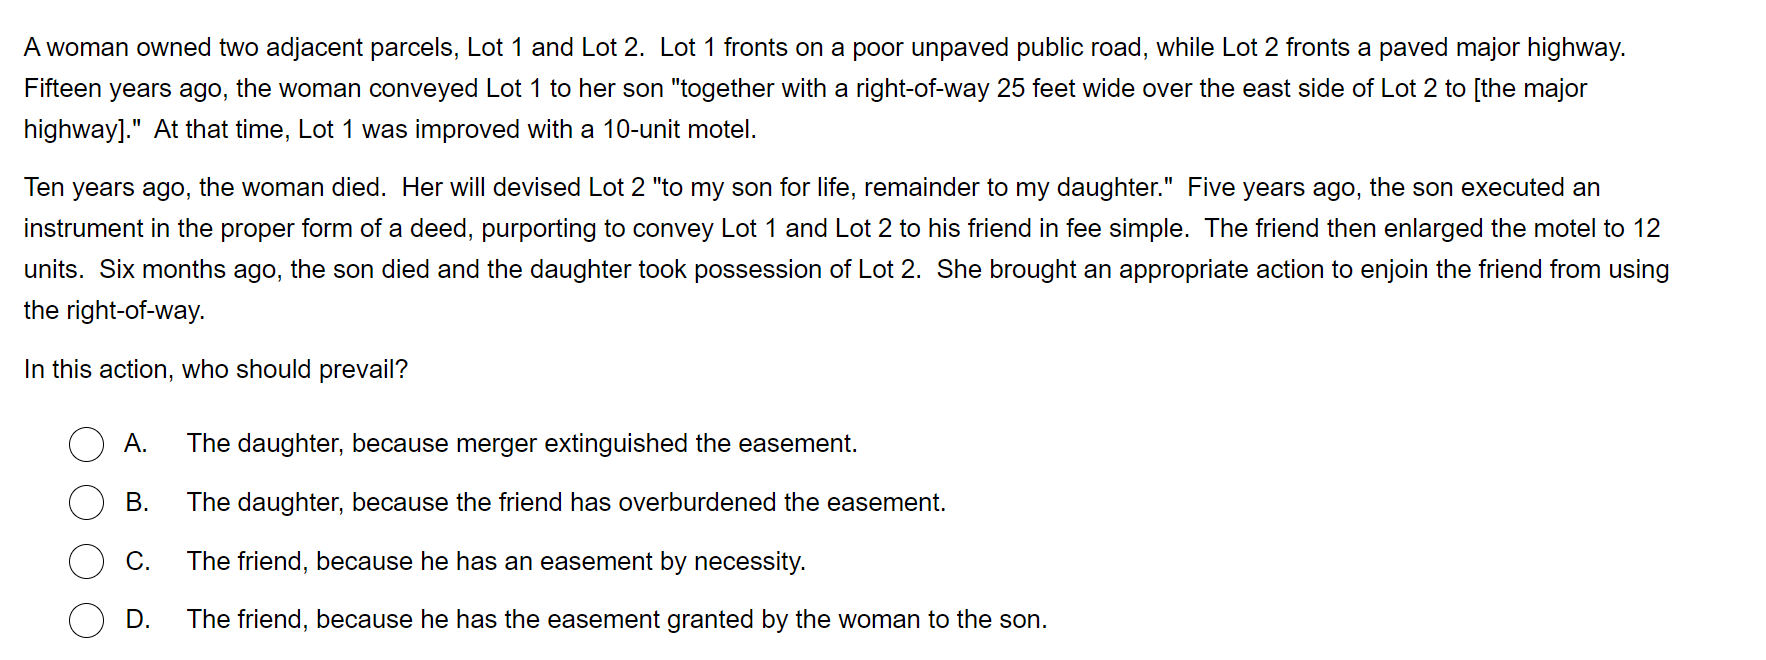 A woman owned two adjacent parcels, Lot 1 and Lot 2.  Lot 1 fronts on a poor unpaved public road, while Lot 2 fronts a paved major highway.
Fifteen years ago, the woman conveyed Lot 1 to her son "together with a right-of-way 25 feet wide over the east side of Lot 2 to [the major
highway]."  At that time, Lot 1 was improved with a 10-unit motel.
Ten years ago, the woman died.  Her will devised Lot 2 "to my son for life, remainder to my daughter."  Five years ago, the son executed an
instrument in the proper form of a deed, purporting to convey Lot 1 and Lot 2 to his friend in fee simple.  The friend then enlarged the motel to 12
units.  Six months ago, the son died and the daughter took possession of Lot 2.  She brought an appropriate action to enjoin the friend from using
the right-of-way.
In this action, who should prevail?
A. The daughter, because merger extinguished the easement.
B. The daughter, because the friend has overburdened the easement.
C. The friend, because he has an easement by necessity.
D. The friend, because he has the easement granted by the woman to the son.